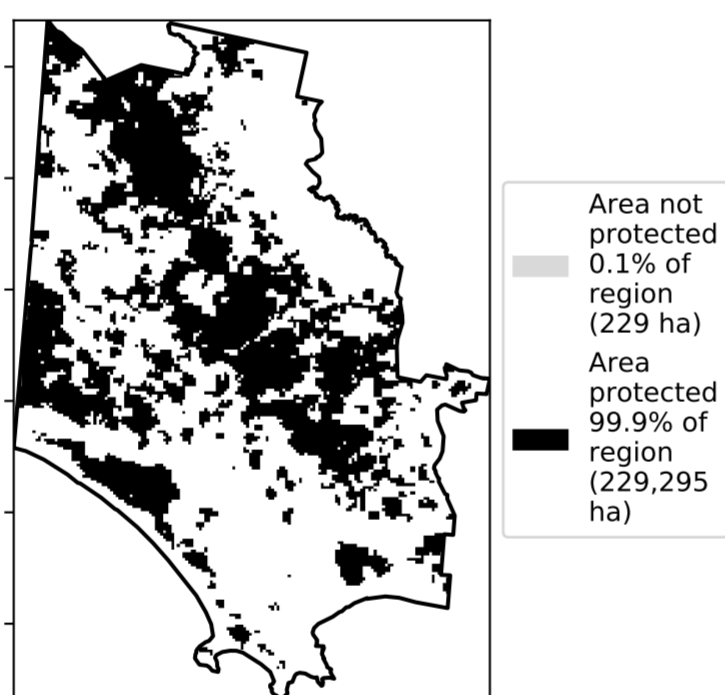 Area not
protected
0.1% of
region
(229 ha)
Area
protected
99.9% of
region
(229,295
ha)